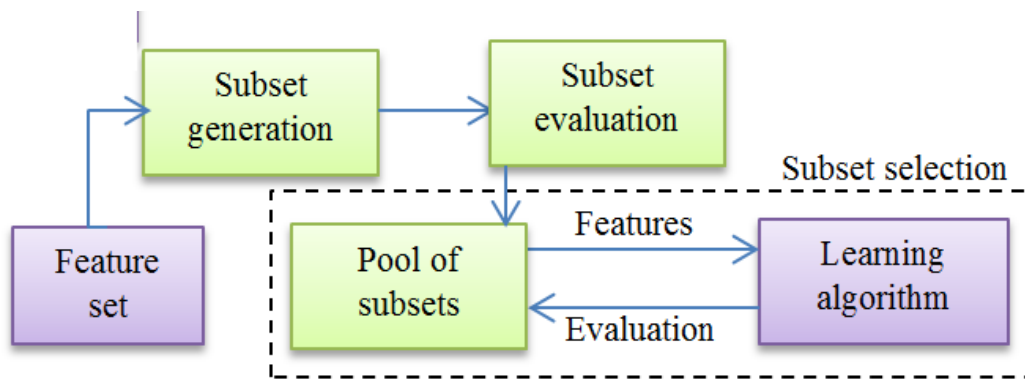 Subset
generation
Subset
evaluation
Subset selection
Feature
set
Pool of
subsets
Features
Evaluation
Learning
algorithm